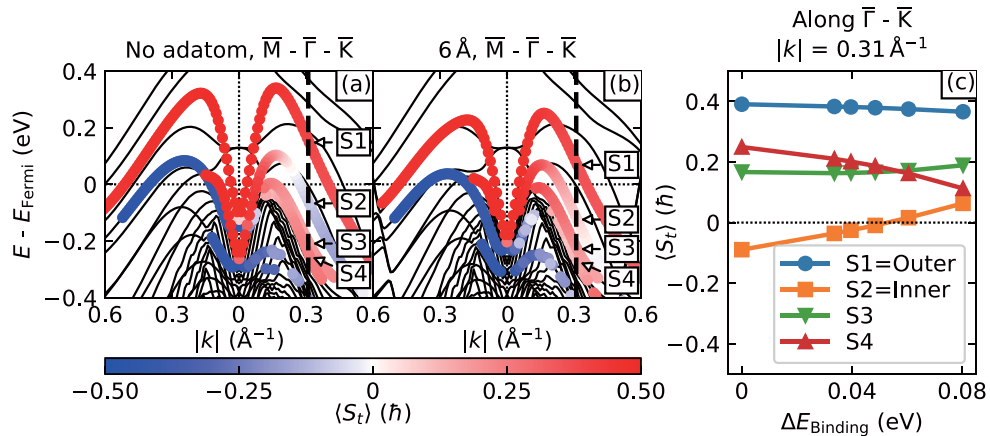 No adatom, M̅ - Γ̅ - K̅
6 Å, M̅ - Γ̅ - K̅
Along Γ̅ - K̅
|k| = 0.31 Å⁻¹
(a)
(b)
(c)
E - E_Fermi (eV)
0.4
0.2
0
−0.2
−0.4
S1
S2
S3
S4
S1
S2
S3
S4
0.6 0.3 0 0.3 0.6 0.3 0 0.3 0.6
|k| (Å⁻¹)
|k| (Å⁻¹)
−0.50 −0.25 0 0.25 0.50
⟨S_t⟩ (ℏ)
⟨S_t⟩ (ℏ)
0.4
0.2
0
−0.2
−0.4
S1=Outer
S2=Inner
S3
S4
0.00 0.04 0.08
ΔE_Binding (eV)